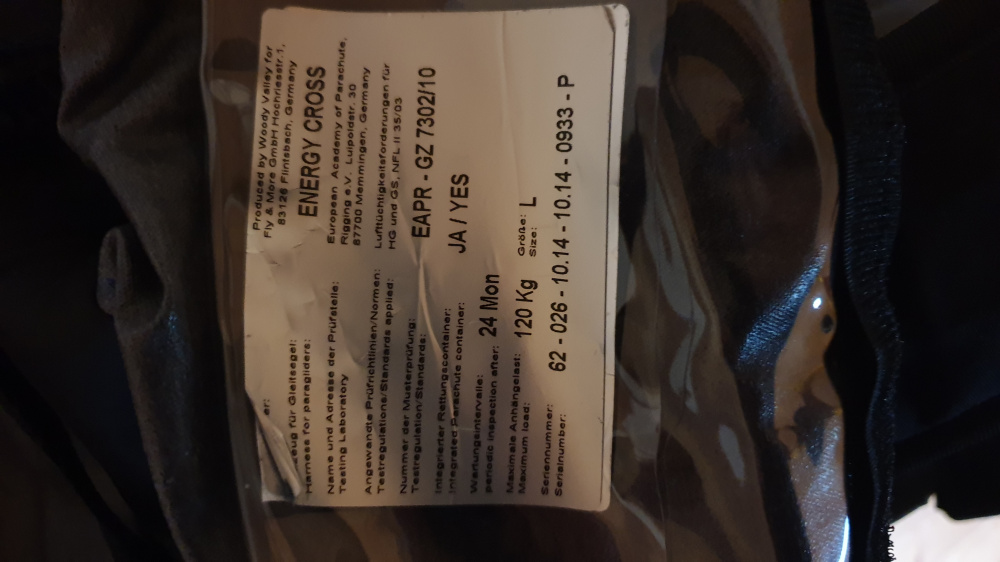 er: Produced by Woody Valley for
Fly & More GmbH Hochriesstr.1,
83126 Flintsbach, Germany
zeug für Gleitsegel:
Harness for paragliders: ENERGY CROSS
Name und Adresse der Prüfstelle: European Academy of Parachute,
Testing Laboratory Rigging e.V. Luipoldstr. 30
87700 Memmingen, Germany
Angewandte Prüfrichtlinien/Normen: Lufttüchtigkeitsforderungen für
Testregulations/Standards applied: HG und GS, NFL II 35/03
Nummer der Musterprüfung:
Testregulation/Standards: EAPR - GZ 7302/10
Integrierter Rettungscontainer:
Integrated Parachute container: JA / YES
Wartungsintervalle:
periodic inspection after: 24 Mon
Maximale Anhängelast: Größe:
Maximum load: 120 Kg Size: L
Seriennummer:
Serialnumber: 62 - 026 - 10.14 - 10.14 - 0933 - P